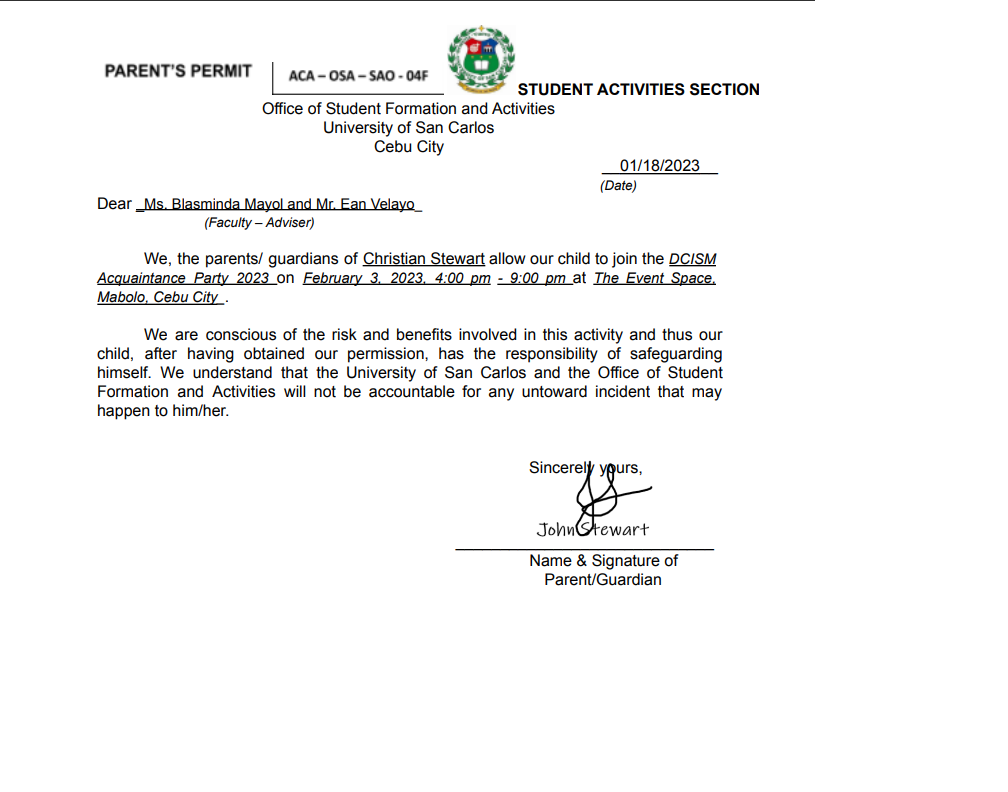 PARENT'S PERMIT
ACA – OSA – SAO - 04F
STUDENT ACTIVITIES SECTION
Office of Student Formation and Activities
University of San Carlos
Cebu City
01/18/2023
(Date)
Dear _Ms. Blasminda Mayol and Mr. Ean Velayo_
(Faculty – Adviser)
We, the parents/ guardians of Christian Stewart allow our child to join the DCISM
Acquaintance Party 2023 on February 3, 2023, 4:00 pm - 9:00 pm at The Event Space,
Mabolo, Cebu City .
We are conscious of the risk and benefits involved in this activity and thus our
child, after having obtained our permission, has the responsibility of safeguarding
himself. We understand that the University of San Carlos and the Office of Student
Formation and Activities will not be accountable for any untoward incident that may
happen to him/her.
Sincerely yours,
John Stewart
Name & Signature of
Parent/Guardian